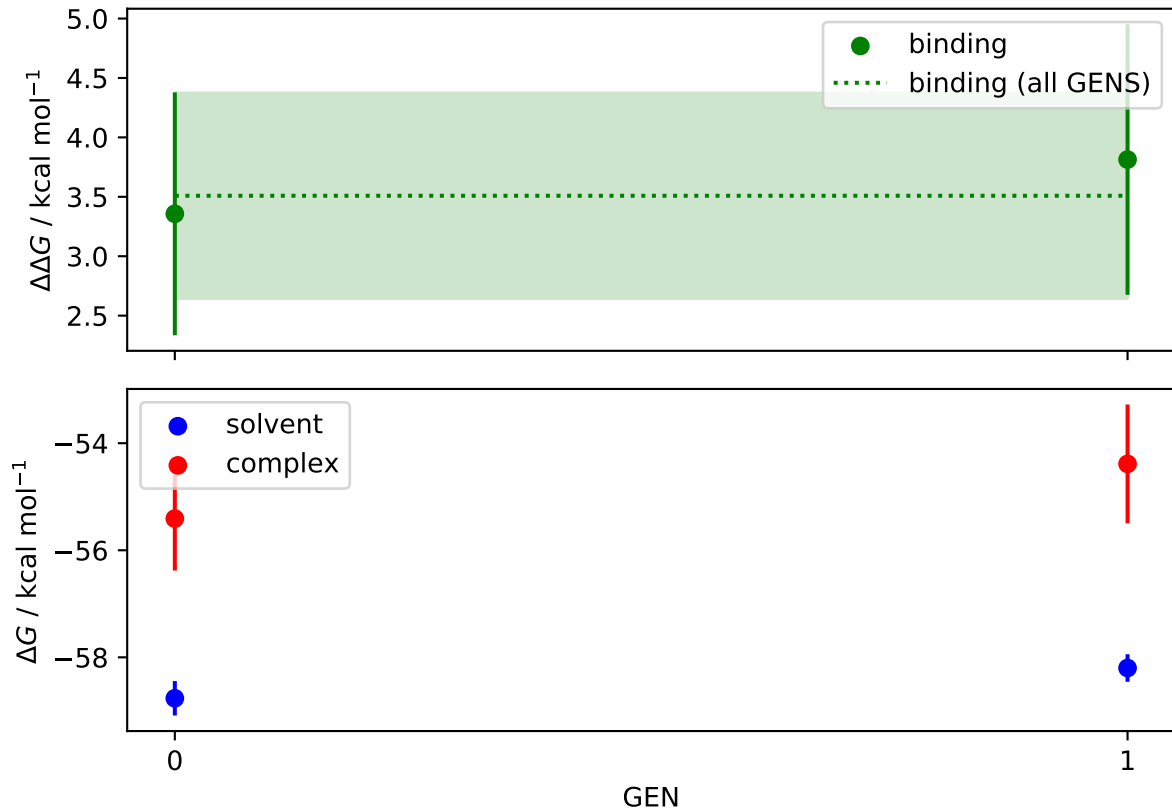 5.0
4.5
4.0
3.5
3.0
2.5
ΔΔG / kcal mol⁻¹
binding
binding (all GENS)
−54
−56
−58
ΔG / kcal mol⁻¹
solvent
complex
0
1
GEN